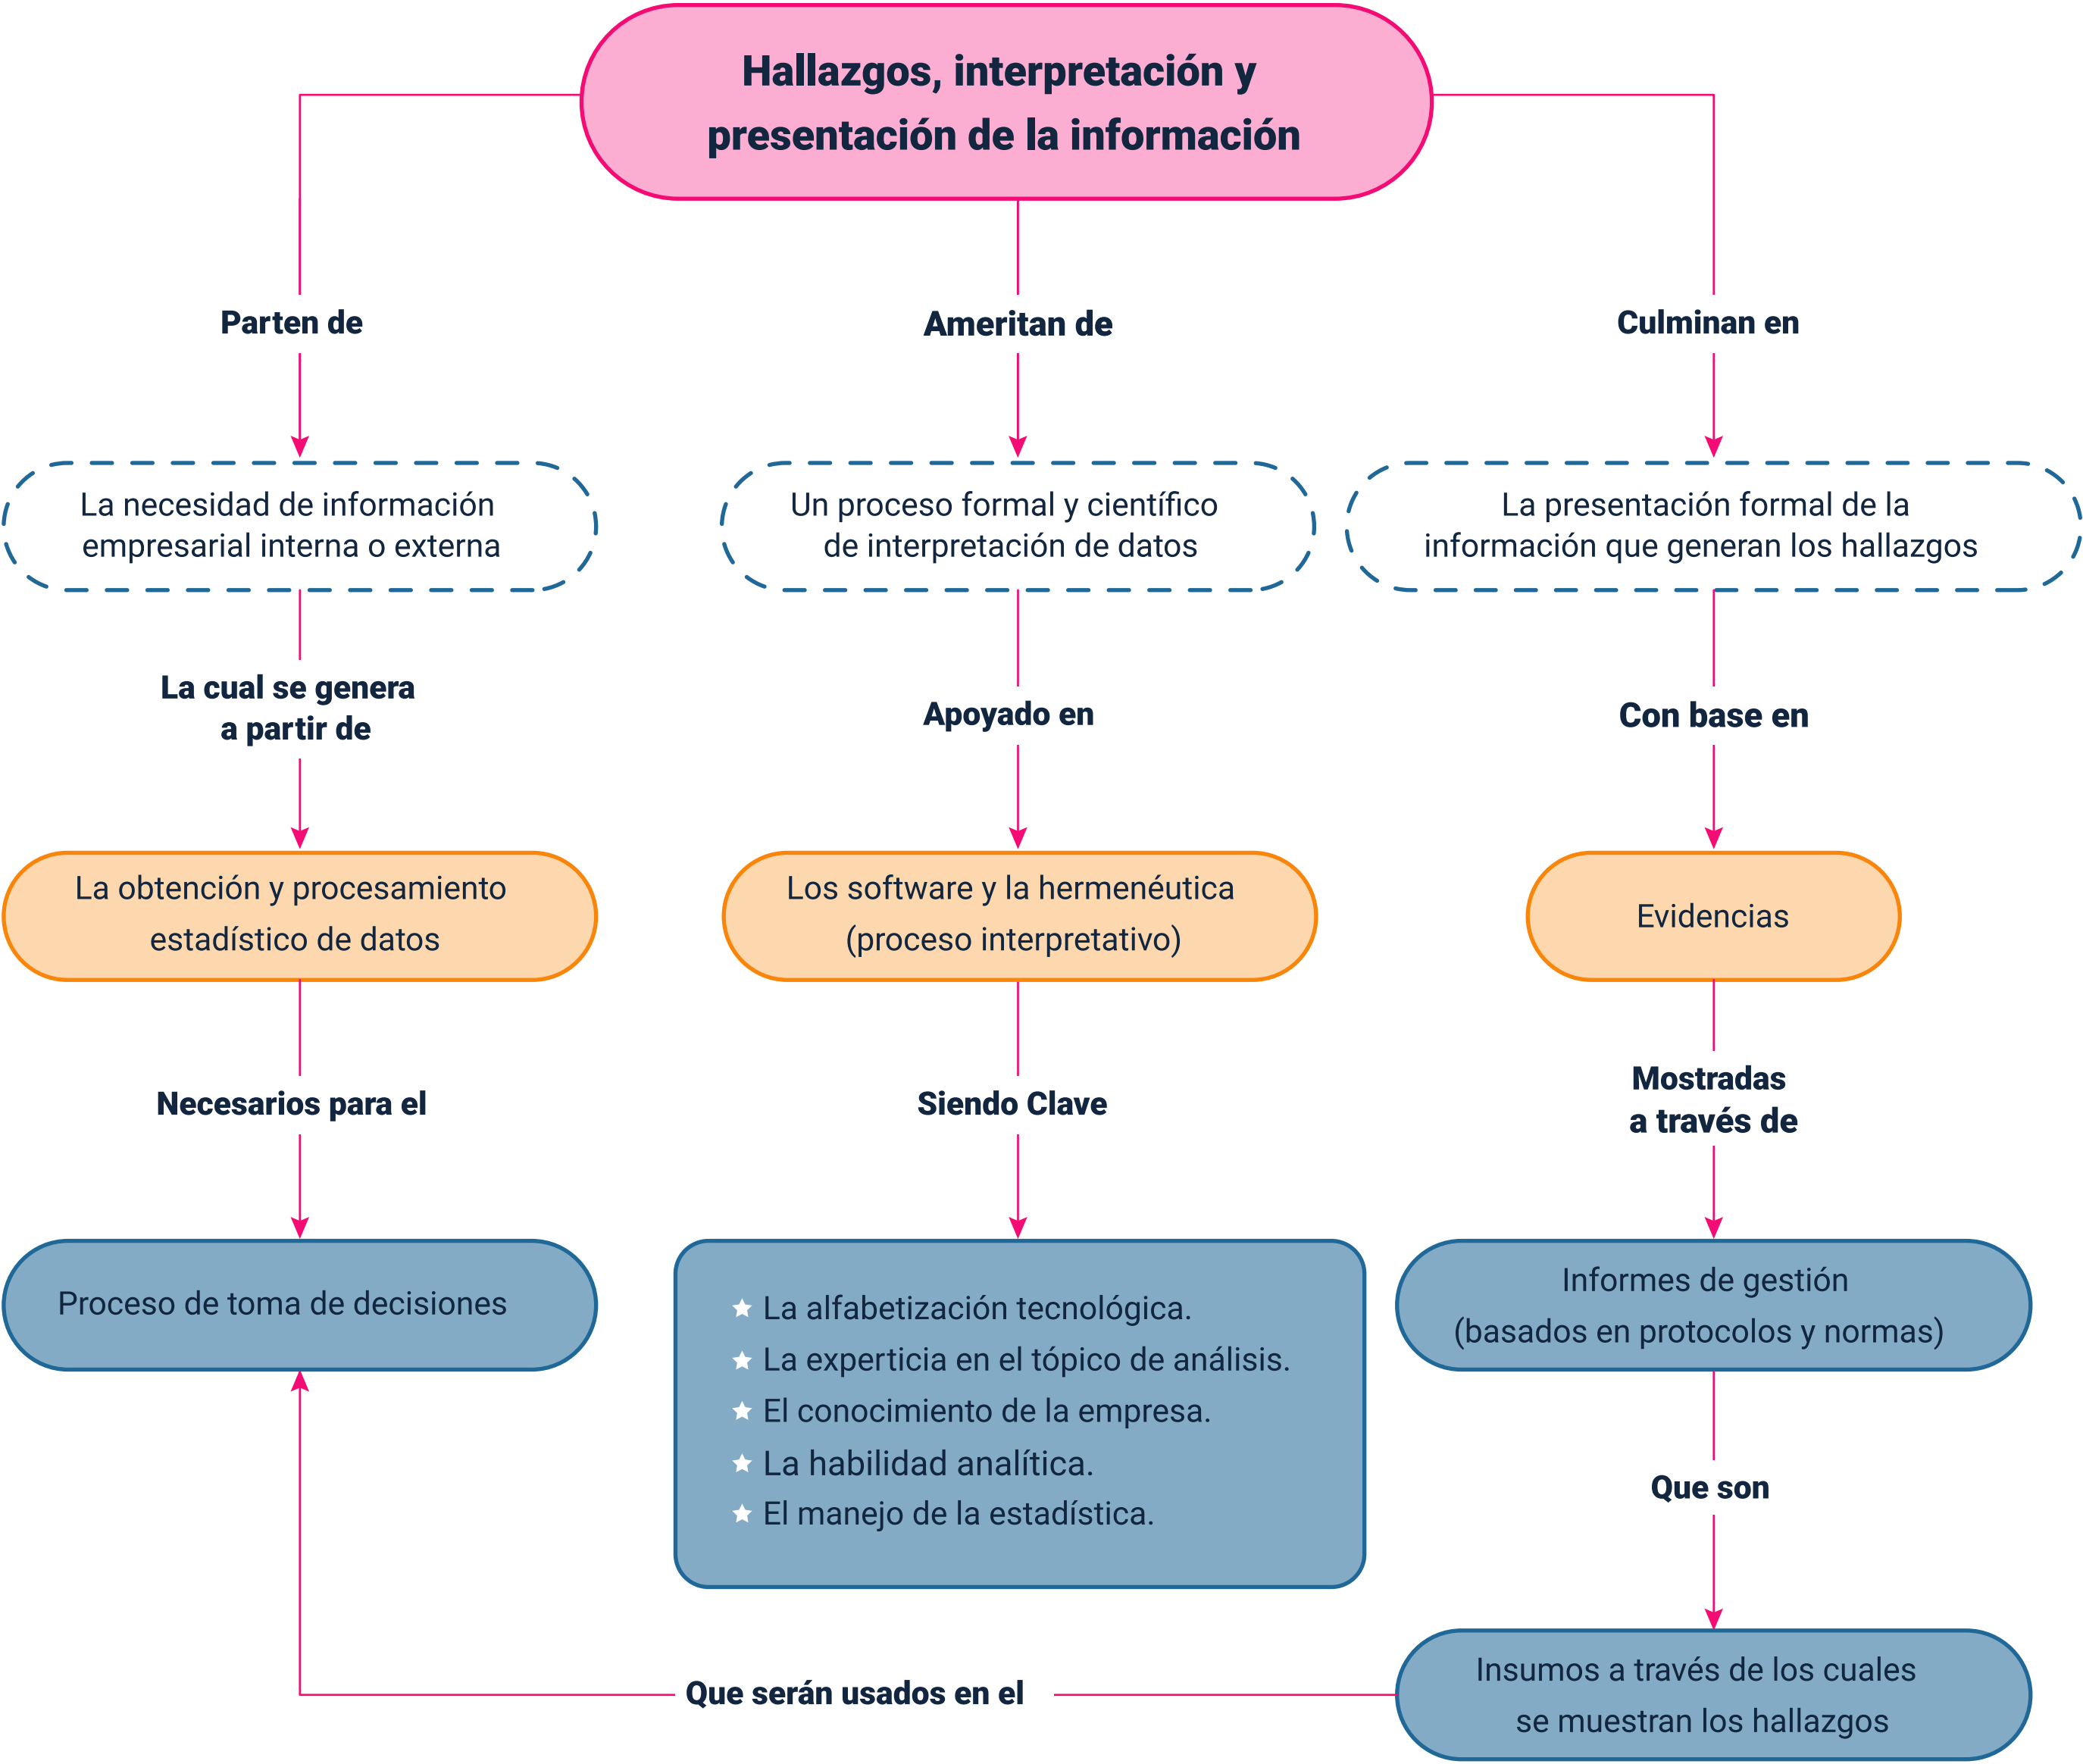 Hallazgos, interpretación y
presentación de la información
Parten de
Ameritan de
Culminan en
La necesidad de información
empresarial interna o externa
Un proceso formal y científico
de interpretación de datos
La presentación formal de la
información que generan los hallazgos
La cual se genera
a partir de
Apoyado en
Con base en
La obtención y procesamiento
estadístico de datos
Los software y la hermenéutica
(proceso interpretativo)
Evidencias
Necesarios para el
Siendo Clave
Mostradas
a través de
Proceso de toma de decisiones
La alfabetización tecnológica.
La experticia en el tópico de análisis.
El conocimiento de la empresa.
La habilidad analítica.
El manejo de la estadística.
Informes de gestión
(basados en protocolos y normas)
Que son
Insumos a través de los cuales
se muestran los hallazgos
Que serán usados en el